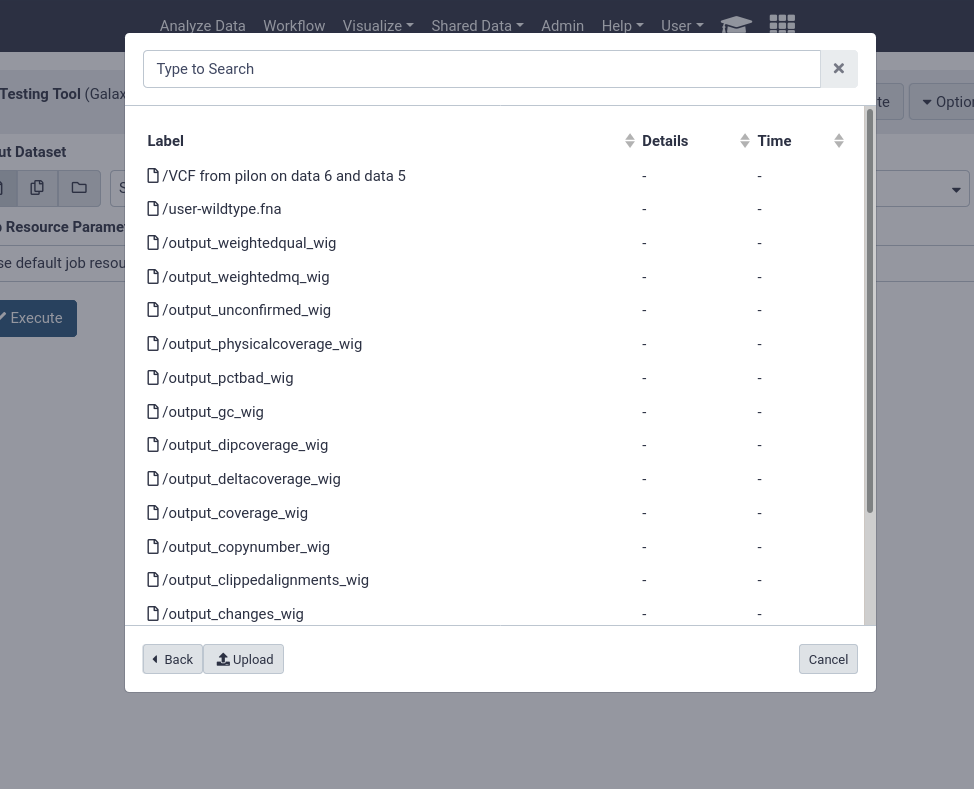 Analyze Data Workflow Visualize Shared Data Admin Help User
Type to Search
Testing Tool (Galax
te Optio
Label Details Time
ut Dataset
/VCF from pilon on data 6 and data 5 - -
S
/user-wildtype.fna - -
o Resource Parame
/output_weightedqual_wig - -
se default job resou
/output_weightedmq_wig - -
/output_unconfirmed_wig - -
Execute
/output_physicalcoverage_wig - -
/output_pctbad_wig - -
/output_gc_wig - -
/output_dipcoverage_wig - -
/output_deltacoverage_wig - -
/output_coverage_wig - -
/output_copynumber_wig - -
/output_clippedalignments_wig - -
/output_changes_wig - -
Back Upload Cancel